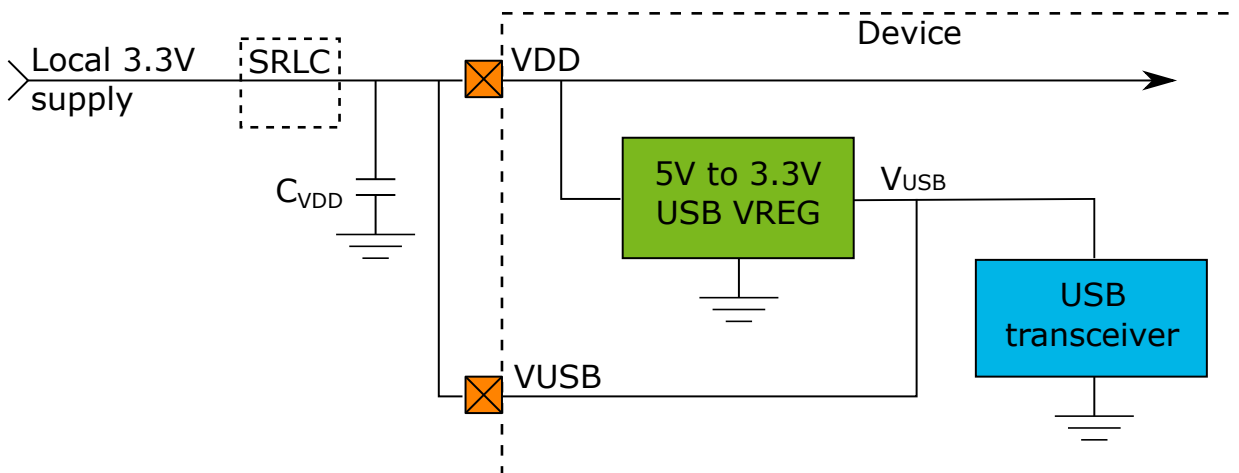 Device
Local 3.3V
supply
SRLC
VDD
CVDD
5V to 3.3V
USB VREG
VUSB
USB
transceiver
VUSB